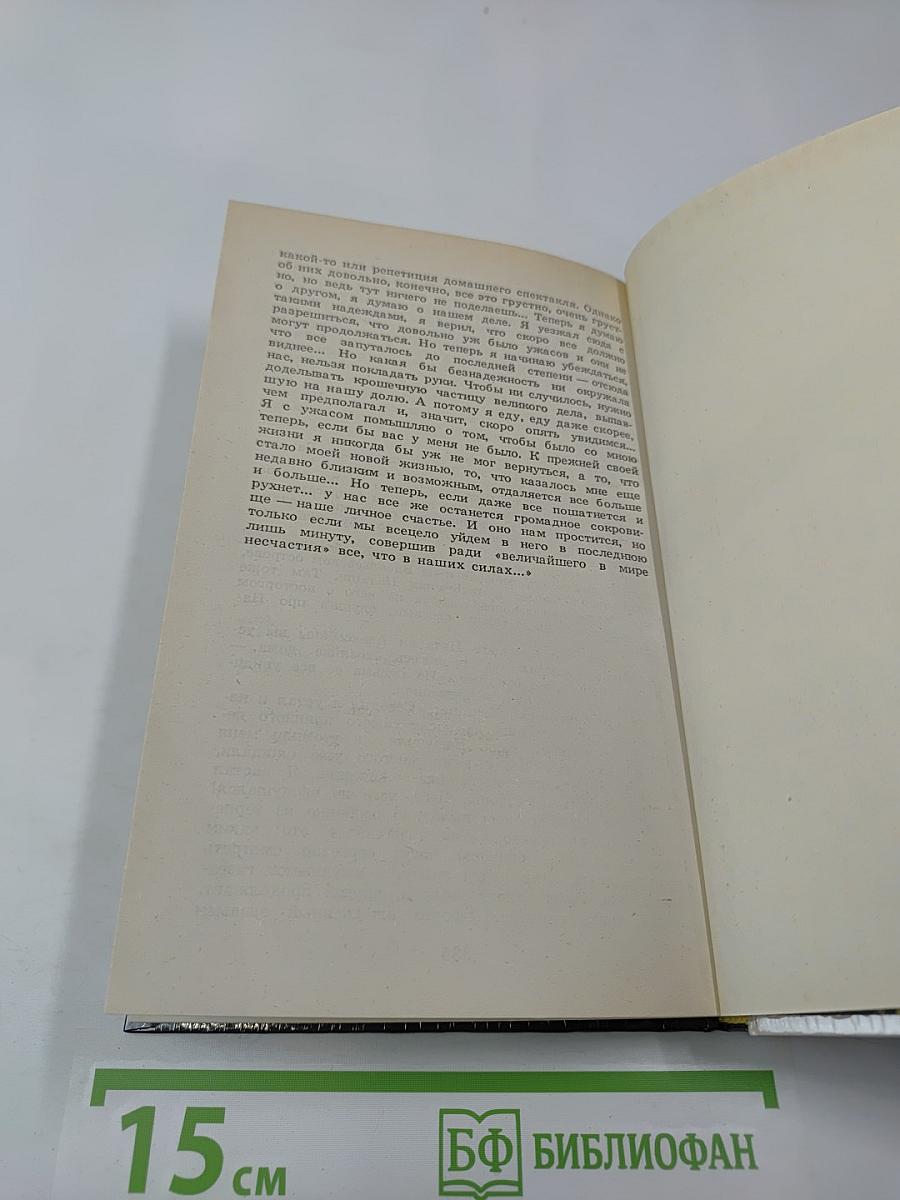 какой-то или репетиция домашнего спектакля. Однако
об них довольно, конечно, все это грустно, очень груст-
но, но ведь тут ничего не поделаешь... Теперь я думаю
о другом, я думаю о нашем деле. Я уезжал сюда с
такими надеждами, я верил, что скоро все должно
разрешиться, что довольно уж было ужасов и они не
могут продолжаться. Но теперь я начинаю убеждаться,
что все запуталось до последней степени — отсюда
виднее... Но какая бы безнадежность ни окружала
нас, нельзя покладать руки. Чтобы ни случилось, нужно
доделывать крошечную частицу великого дела, выпав-
шую на нашу долю. А потому я еду, еду даже скорее,
чем предполагал и, значит, скоро опять увидимся...
Я с ужасом помышляю о том, чтобы было со мною
теперь, если бы вас у меня не было. К прежней своей
жизни я никогда бы уж не мог вернуться, а то, что
стало моей новой жизнью, то, что казалось мне еще
недавно близким и возможным, отдаляется все больше
и больше... Но теперь, если даже все пошатнется и
рухнет... у нас все же останется громадное сокрови-
ще — наше личное счастье. И оно нам простится, но
только если мы всецело уйдем в него в последнюю
лишь минуту, совершив ради «величайшего в мире
несчастия» все, что в наших силах...»
15 см
БФ БИБЛИОФАН